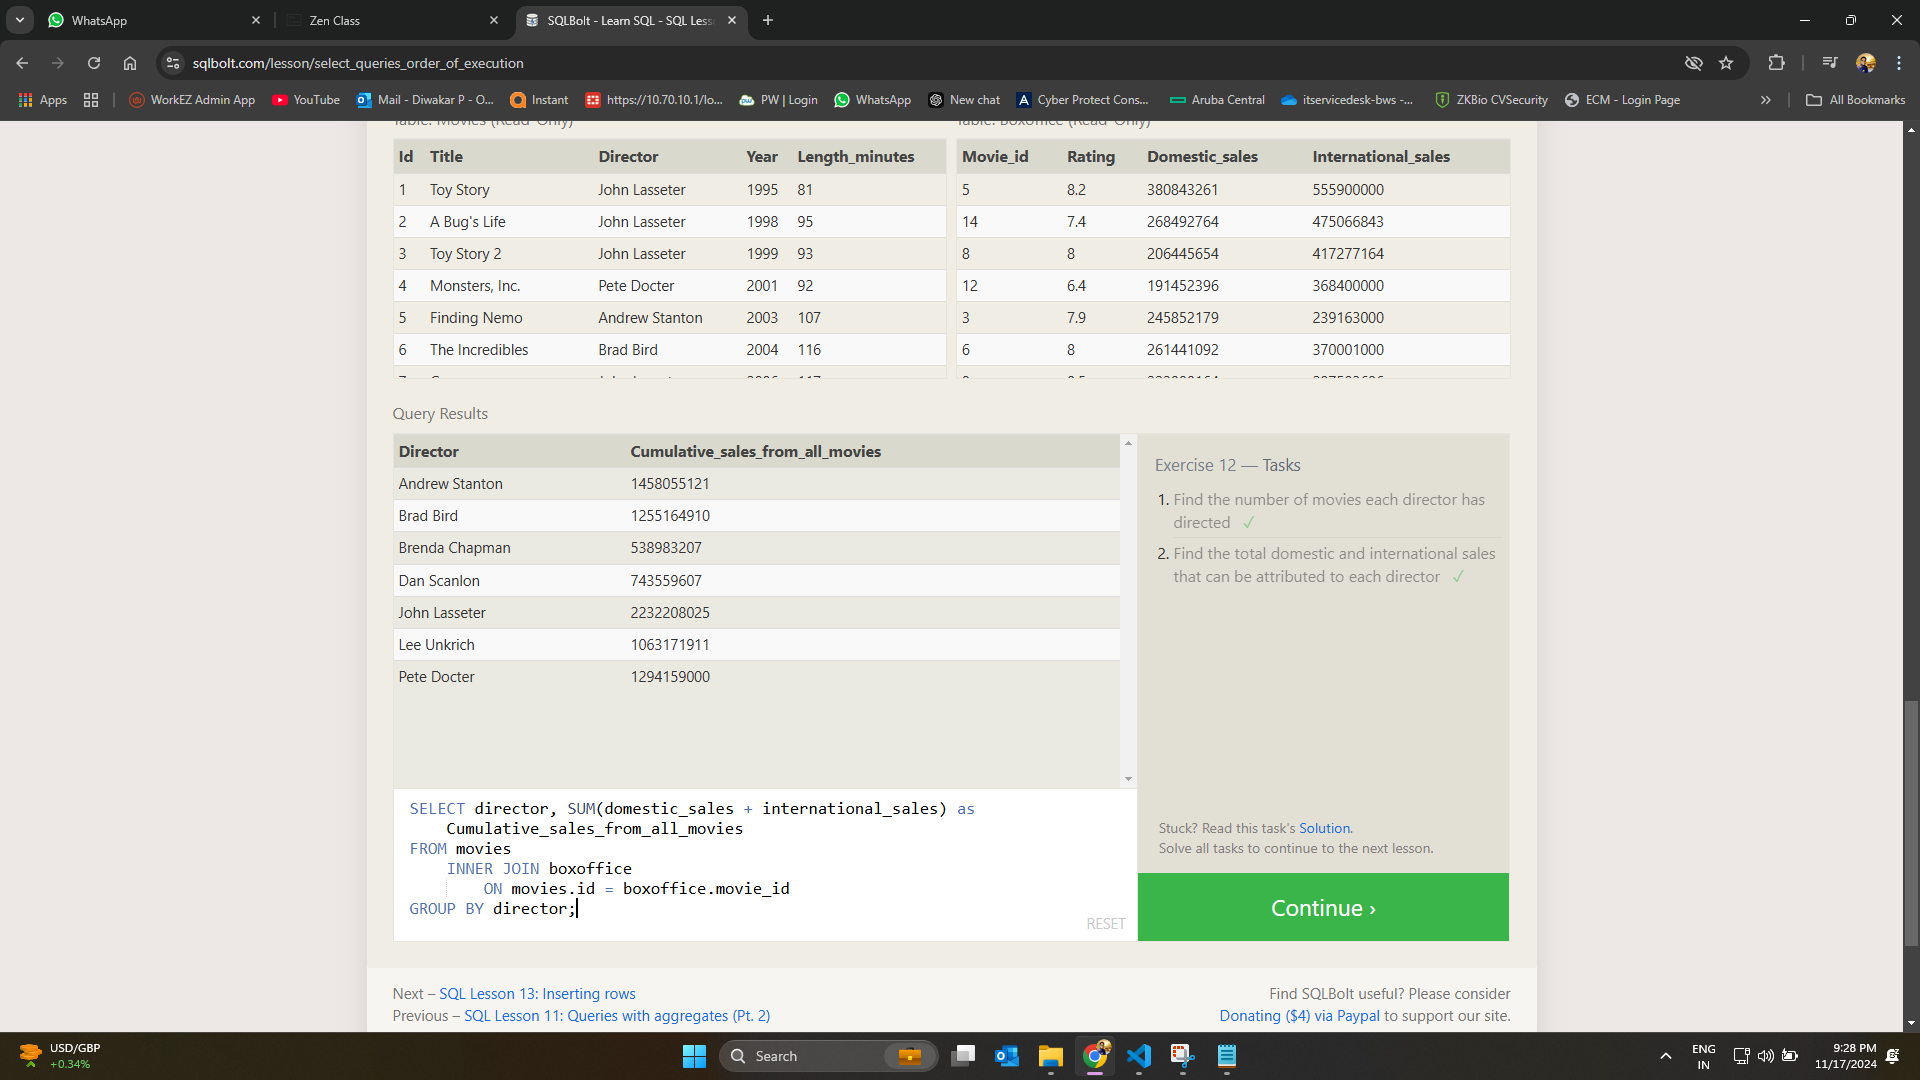 WhatsApp
Zen Class
SQLBolt - Learn SQL - SQL Less
sqlbolt.com/lesson/select_queries_order_of_execution
Apps
WorkEZ Admin App
YouTube
Mail - Diwakar P - O...
Instant
https://10.70.10.1/lo...
PW | Login
WhatsApp
New chat
Cyber Protect Cons...
Aruba Central
itservicedesk-bws -...
ZKBio CVSecurity
ECM - Login Page
All Bookmarks
Table: Movies (Read-Only)
Table: Boxoffice (Read-Only)
Id Title Director Year Length_minutes
1 Toy Story John Lasseter 1995 81
2 A Bug's Life John Lasseter 1998 95
3 Toy Story 2 John Lasseter 1999 93
4 Monsters, Inc. Pete Docter 2001 92
5 Finding Nemo Andrew Stanton 2003 107
6 The Incredibles Brad Bird 2004 116
Movie_id Rating Domestic_sales International_sales
5 8.2 380843261 555900000
14 7.4 268492764 475066843
8 8 206445654 417277164
12 6.4 191452396 368400000
3 7.9 245852179 239163000
6 8 261441092 370001000
Query Results
Director Cumulative_sales_from_all_movies
Andrew Stanton 1458055121
Brad Bird 1255164910
Brenda Chapman 538983207
Dan Scanlon 743559607
John Lasseter 2232208025
Lee Unkrich 1063171911
Pete Docter 1294159000
Exercise 12 — Tasks
1. Find the number of movies each director has
directed ✓
2. Find the total domestic and international sales
that can be attributed to each director ✓
SELECT director, SUM(domestic_sales + international_sales) as
Cumulative_sales_from_all_movies
FROM movies
INNER JOIN boxoffice
ON movies.id = boxoffice.movie_id
GROUP BY director;
RESET
Stuck? Read this task's Solution.
Solve all tasks to continue to the next lesson.
Continue ›
Next – SQL Lesson 13: Inserting rows
Previous – SQL Lesson 11: Queries with aggregates (Pt. 2)
Find SQLBolt useful? Please consider
Donating ($4) via Paypal to support our site.
USD/GBP
+0.34%
Search
ENG
IN
9:28 PM
11/17/2024